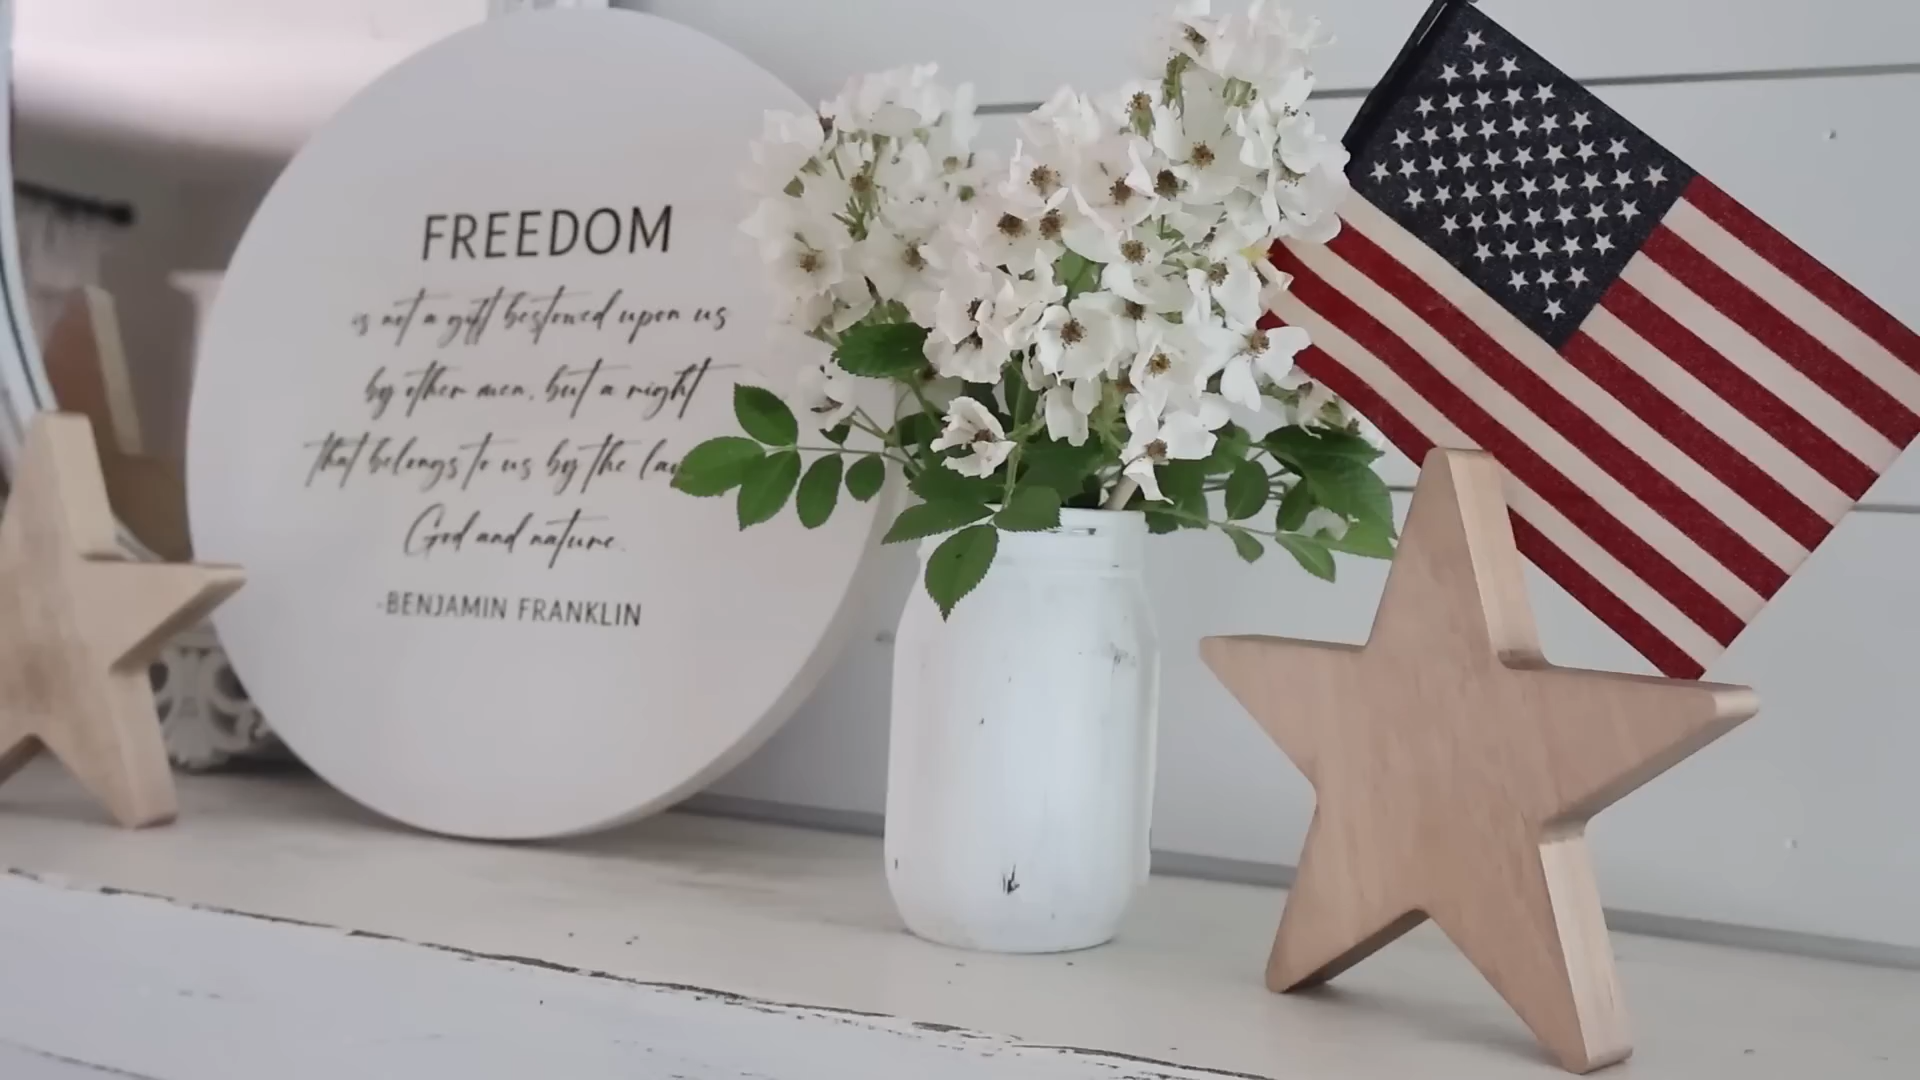 FREEDOM
is not a gift bestowed upon us
by other men, but a right
that belongs to us by the
God and nature.
-BENJAMIN FRANKLIN